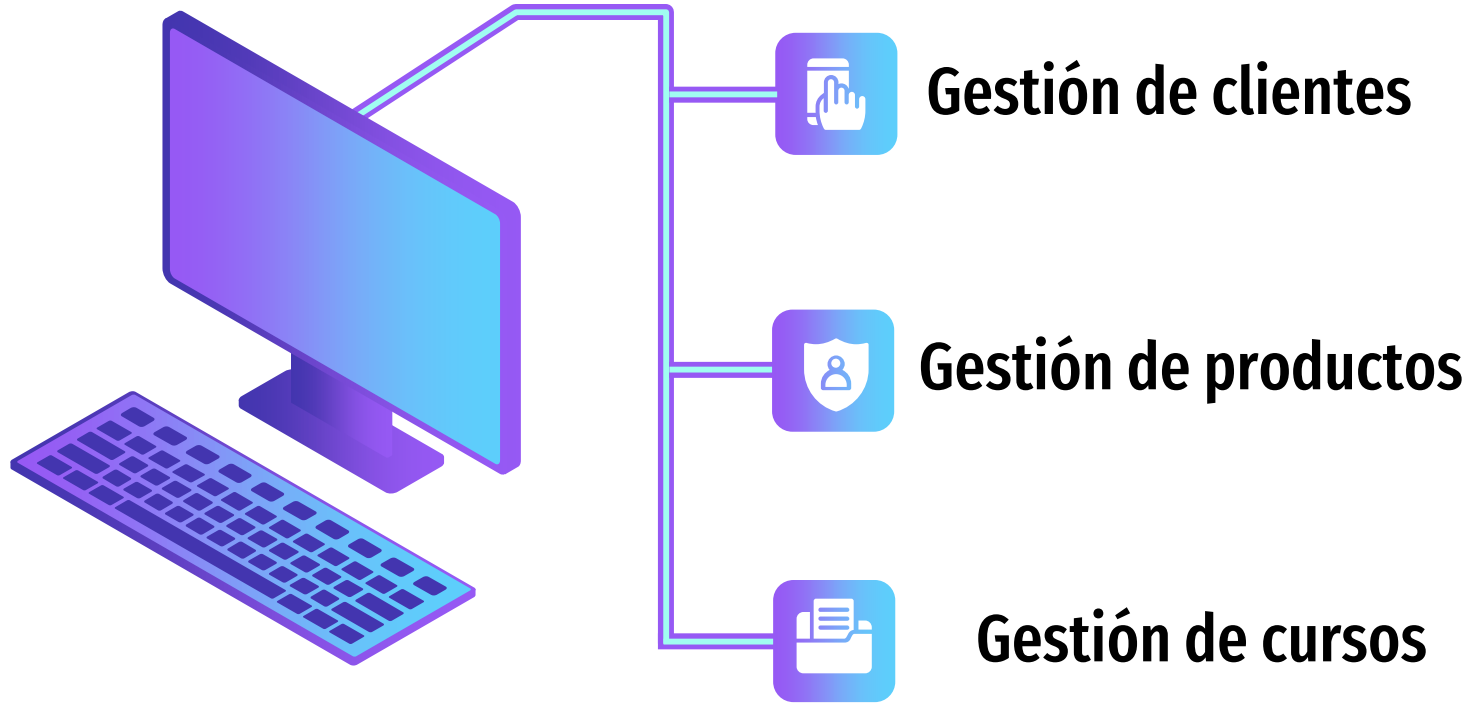 Gestión de clientes
Gestión de productos
Gestión de cursos